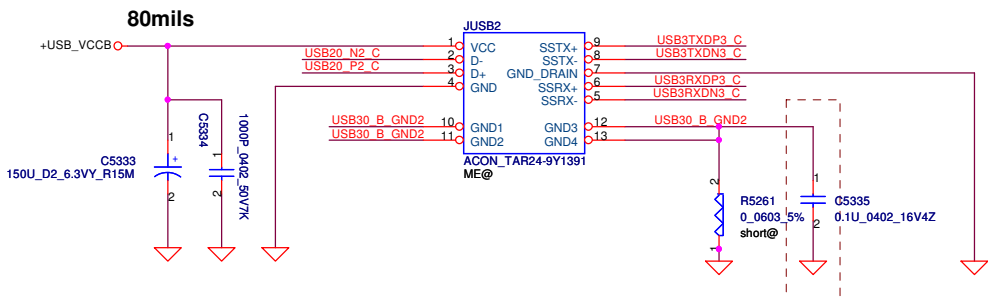 80mils
JUSB2
+USB_VCCB
1
VCC
SSTX+
9
USB3TXDP3_C
USB20_N2_C
2
D-
SSTX-
8
USB3TXDN3_C
USB20_P2_C
3
D+
GND_DRAIN
7
4
GND
SSRX+
6
USB3RXDP3_C
SSRX-
5
USB3RXDN3_C
USB30_B_GND2
10
GND1
GND3
12
USB30_B_GND2
USB30_B_GND2
11
GND2
GND4
13
ACON_TAR24-9Y1391
ME@
1
C5333
+
150U_D2_6.3VY_R15M
2
C5334
1
2
1000P_0402_50V7K
2
R5261
0_0603_5%
short@
1
1
C5335
0.1U_0402_16V4Z
2